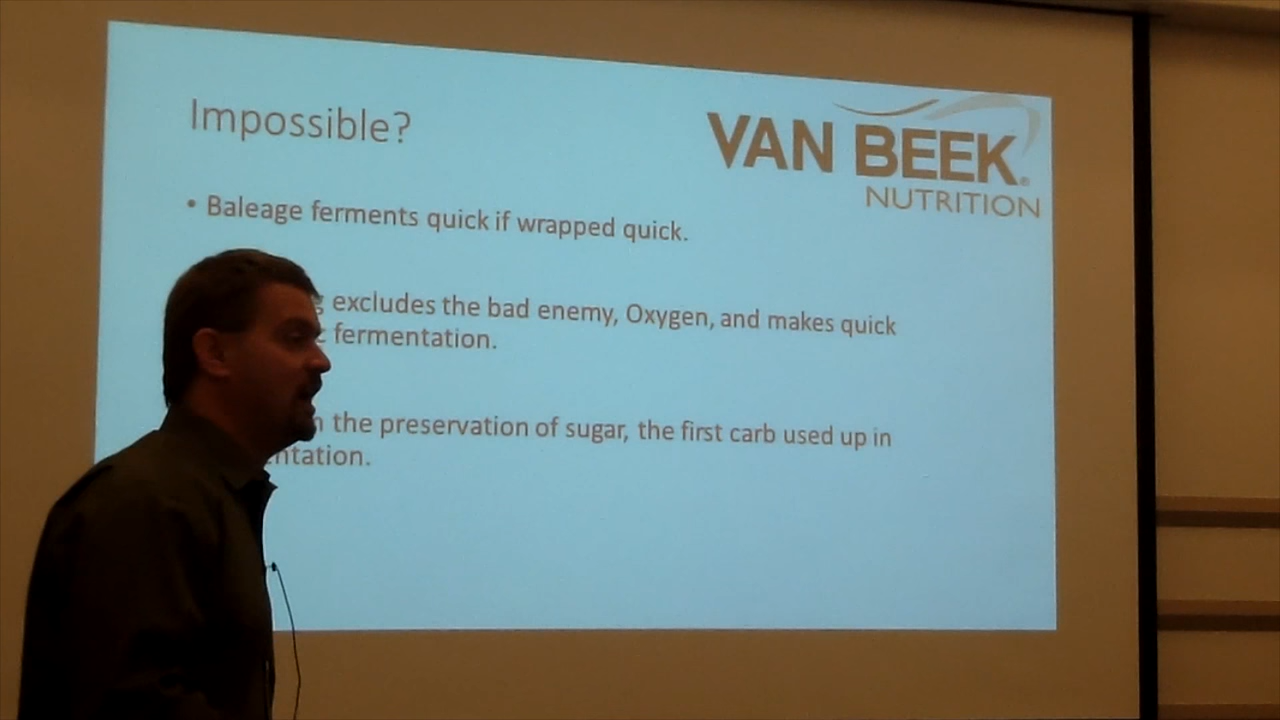 Impossible?
VAN BEEK
NUTRITION
• Baleage ferments quick if wrapped quick.
excludes the bad enemy, Oxygen, and makes quick
fermentation.
the preservation of sugar, the first carb used up in
ntation.